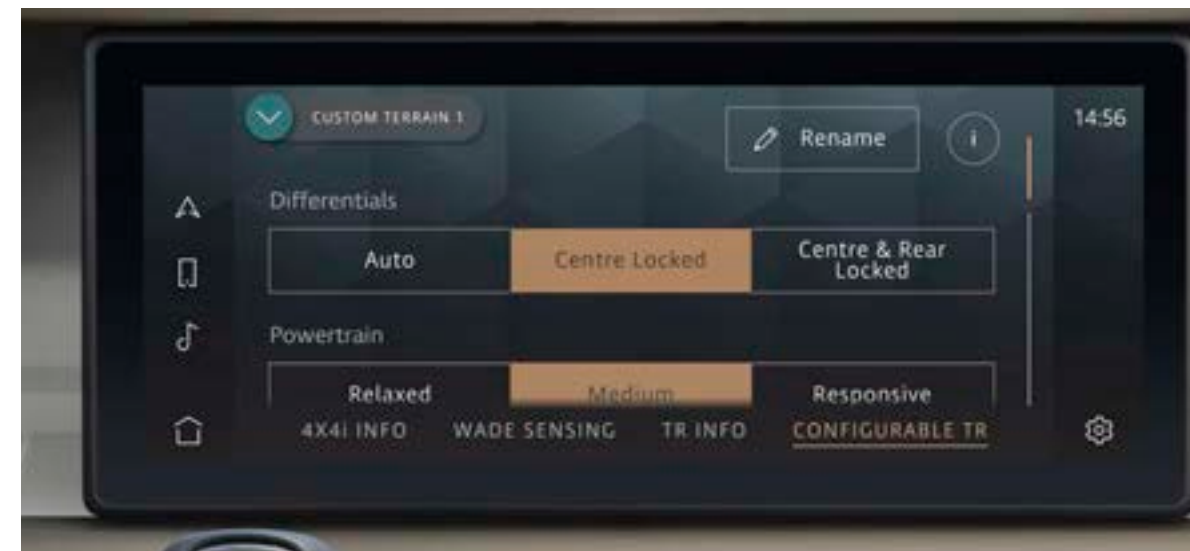 CUSTOM TERRAIN 1
Rename
i
14:56
Differentials
Auto
Centre Locked
Centre & Rear
Locked
Powertrain
Relaxed
Medium
Responsive
4X4i INFO
WADE SENSING
TR INFO
CONFIGURABLE TR